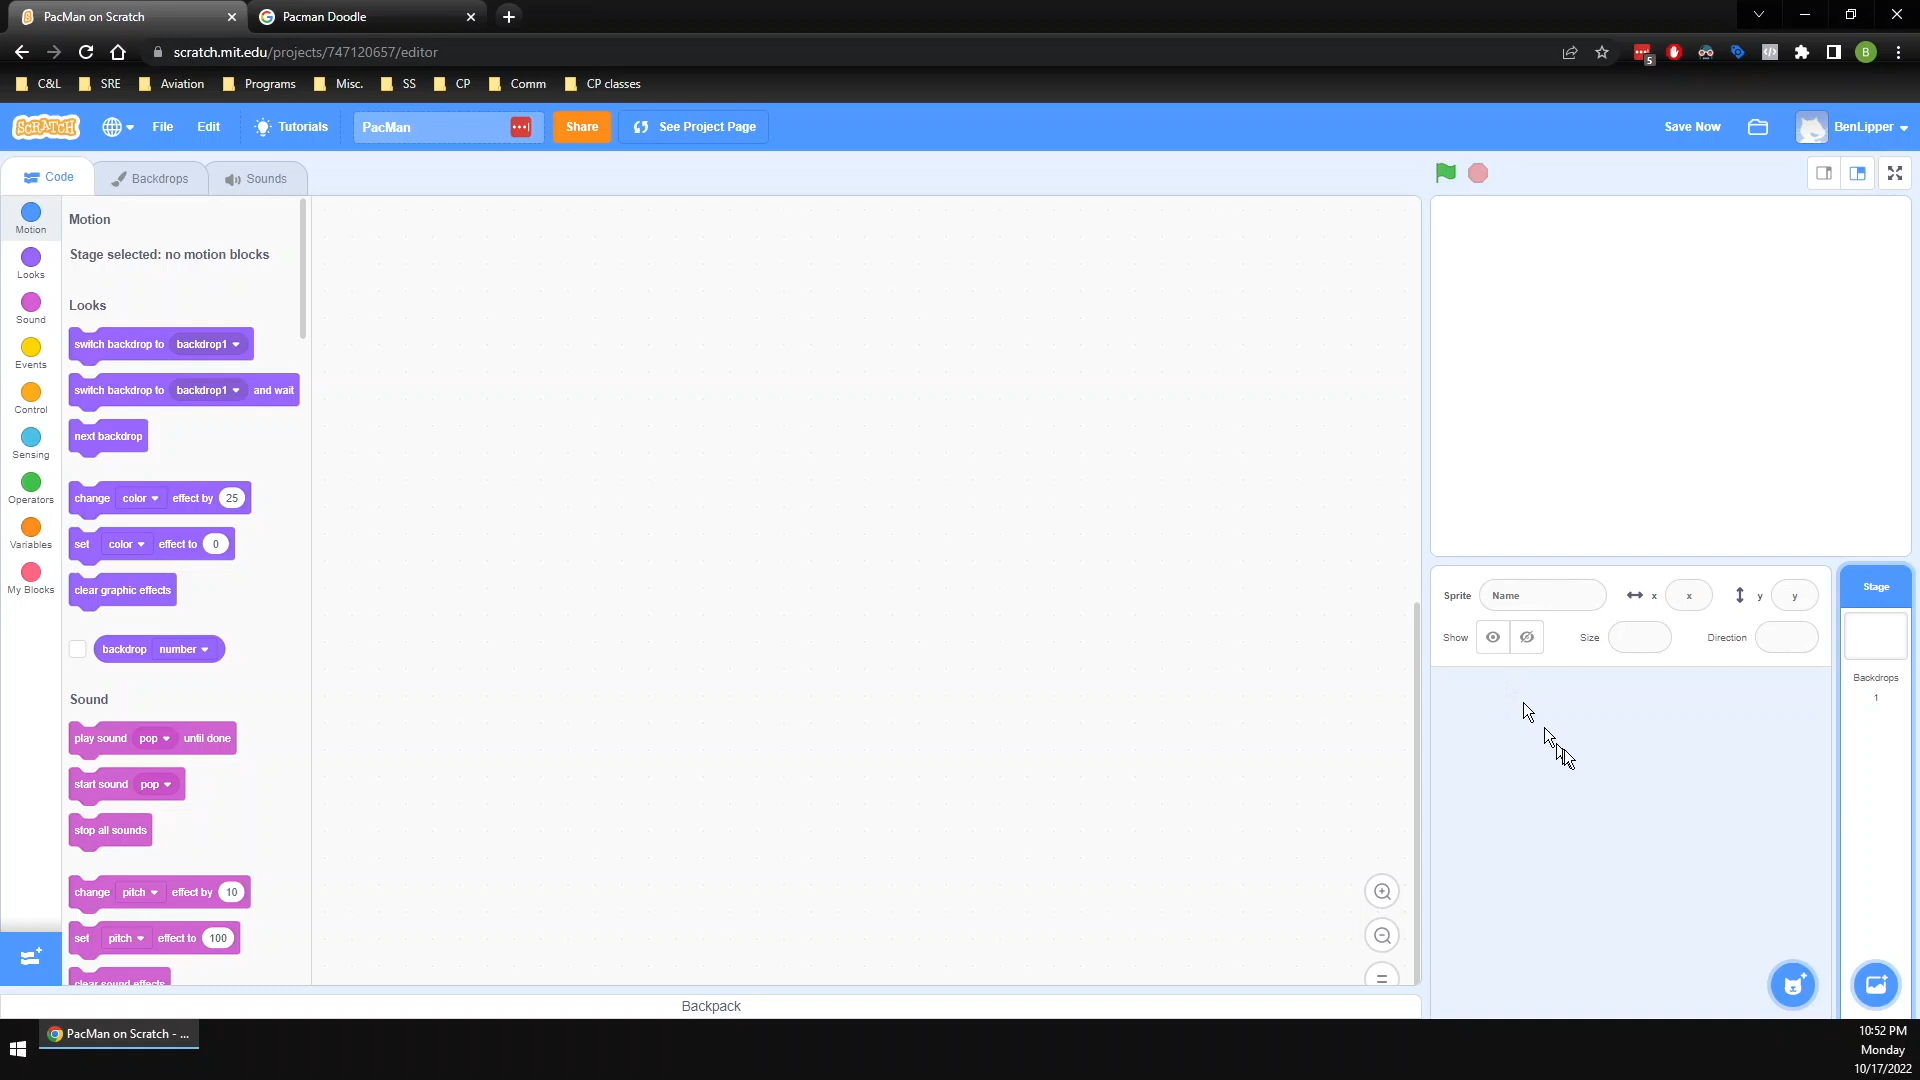 PacMan on Scratch
Pacman Doodle
scratch.mit.edu/projects/747120657/editor
5
B
C&L
SRE
Aviation
Programs
Misc.
SS
CP
Comm
CP classes
SCRATCH
File
Edit
Tutorials
PacMan
Share
See Project Page
Save Now
BenLipper
Code
Backdrops
Sounds
Motion
Looks
Sound
Events
Control
Sensing
Operators
Variables
My Blocks
Motion
Stage selected: no motion blocks
Looks
switch backdrop to backdrop1
switch backdrop to backdrop1 and wait
next backdrop
change color effect by 25
set color effect to 0
clear graphic effects
backdrop number
Sound
play sound pop until done
start sound pop
stop all sounds
change pitch effect by 10
set pitch effect to 100
clear sound effects
Backpack
Sprite Name x x y y
Show Size Direction
Stage
Backdrops
1
PacMan on Scratch - ...
10:52 PM
Monday
10/17/2022